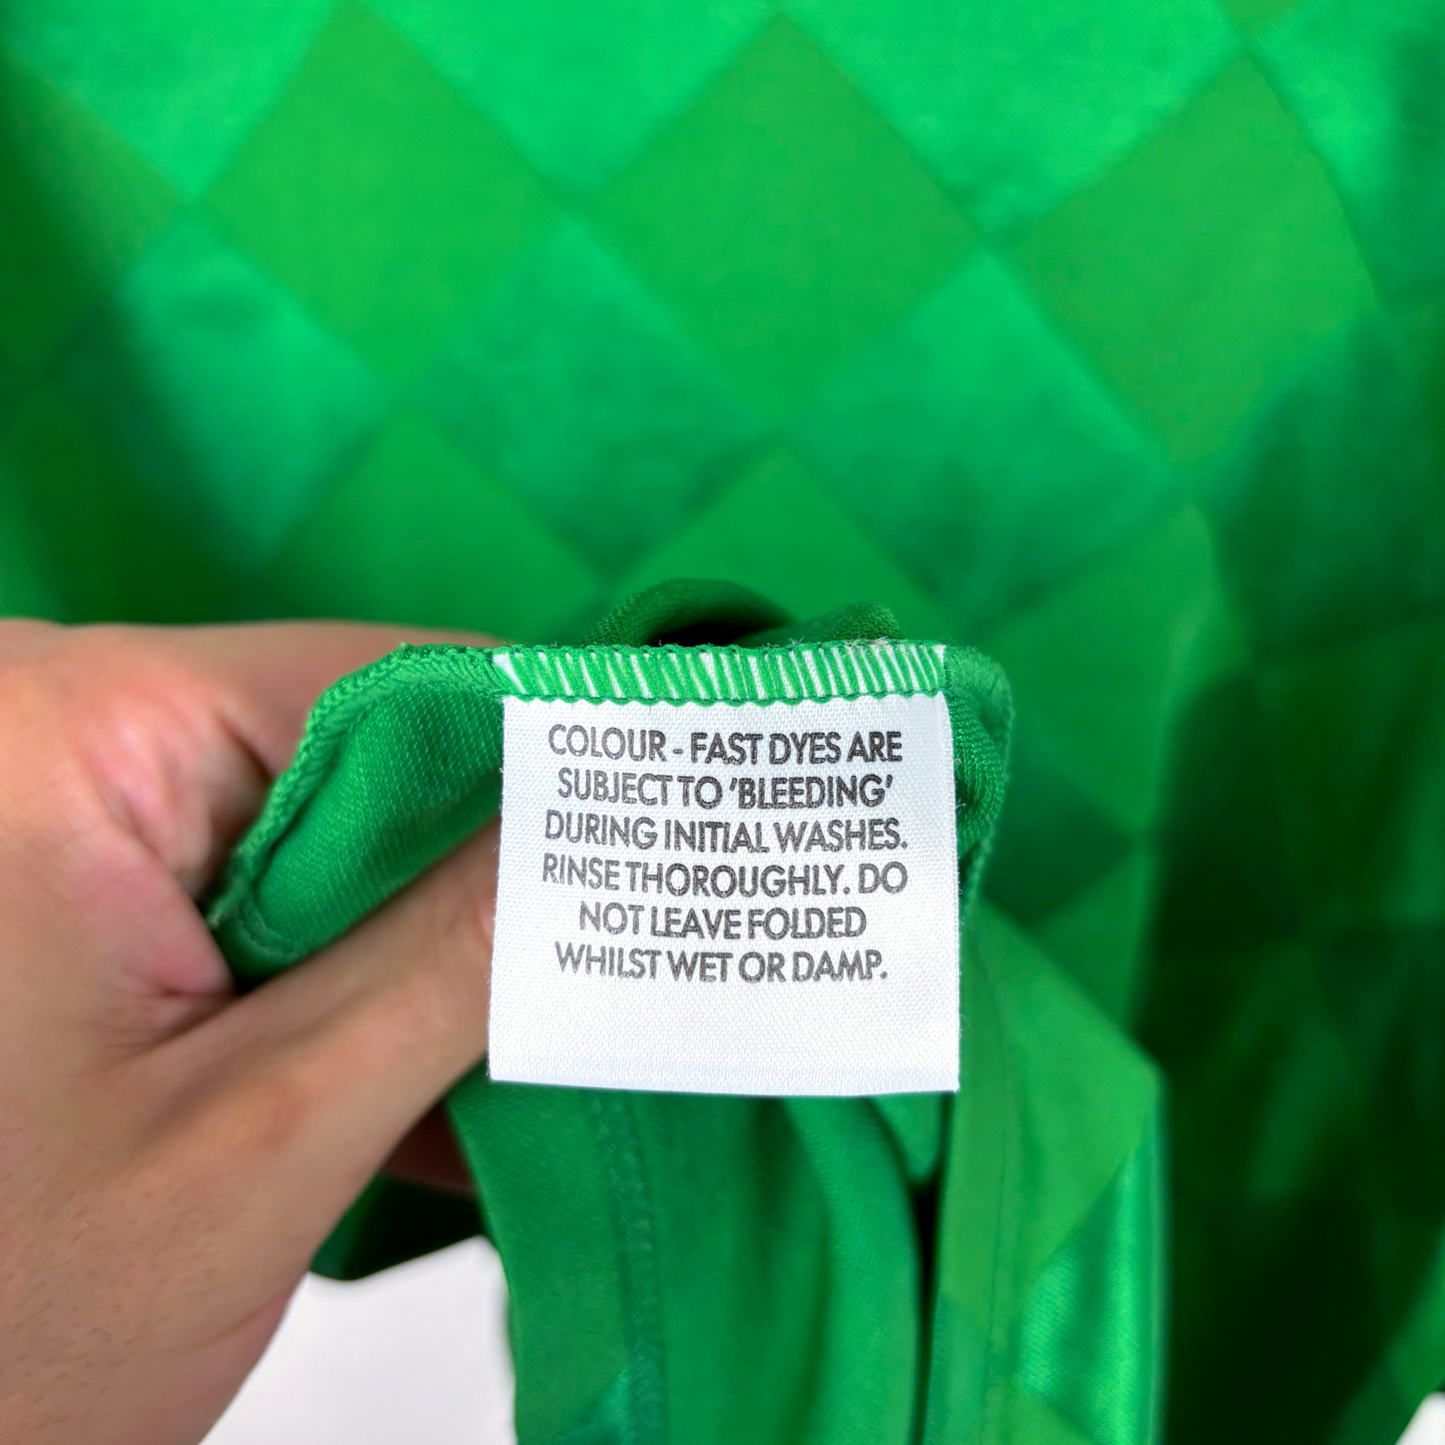 COLOUR - FAST DYES ARE
SUBJECT TO 'BLEEDING'
DURING INITIAL WASHES.
RINSE THOROUGHLY. DO
NOT LEAVE FOLDED
WHILST WET OR DAMP.